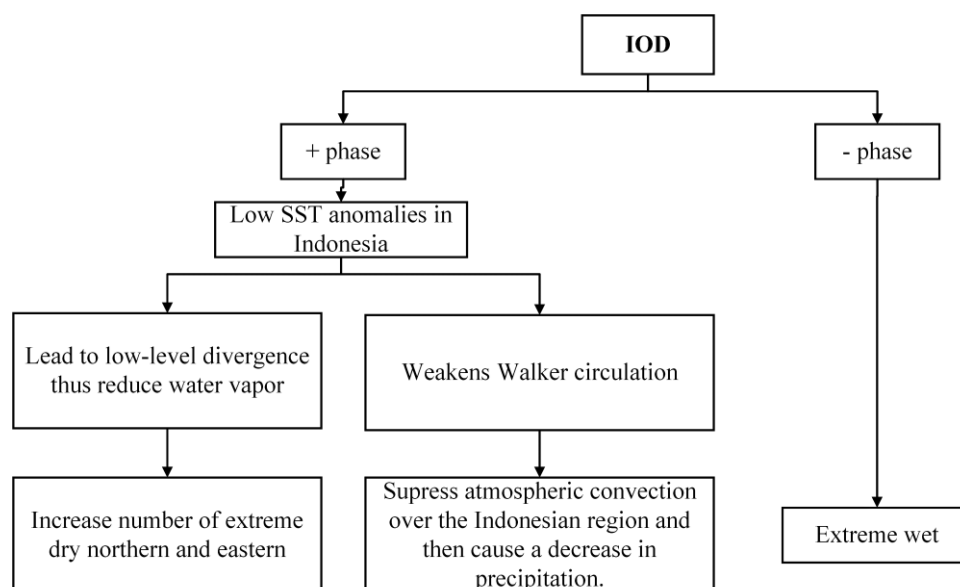 IOD
+ phase
- phase
Low SST anomalies in
Indonesia
Lead to low-level divergence
thus reduce water vapor
Weakens Walker circulation
Increase number of extreme
dry northern and eastern
Supress atmospheric convection
over the Indonesian region and
then cause a decrease in
precipitation.
Extreme wet